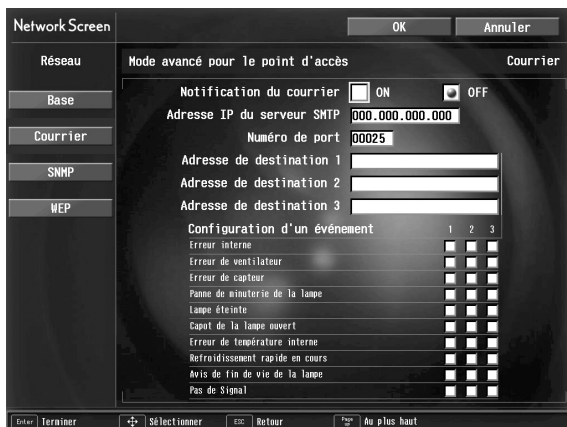 Network Screen
OK
Annuler
Réseau
Mode avancé pour le point d'accès
Courrier
Base
Courrier
SNMP
WEP
Notification du courrier ON OFF
Adresse IP du serveur SMTP 000.000.000.000
Numéro de port 00025
Adresse de destination 1
Adresse de destination 2
Adresse de destination 3
Configuration d'un événement 1 2 3
Erreur interne
Erreur de ventilateur
Erreur de capteur
Panne de minuterie de la lampe
Lampe éteinte
Capot de la lampe ouvert
Erreur de température interne
Refroidissement rapide en cours
Avis de fin de vie de la lampe
Pas de Signal
Enter Terminer Sélectionner ESC Retour Page Au plus haut